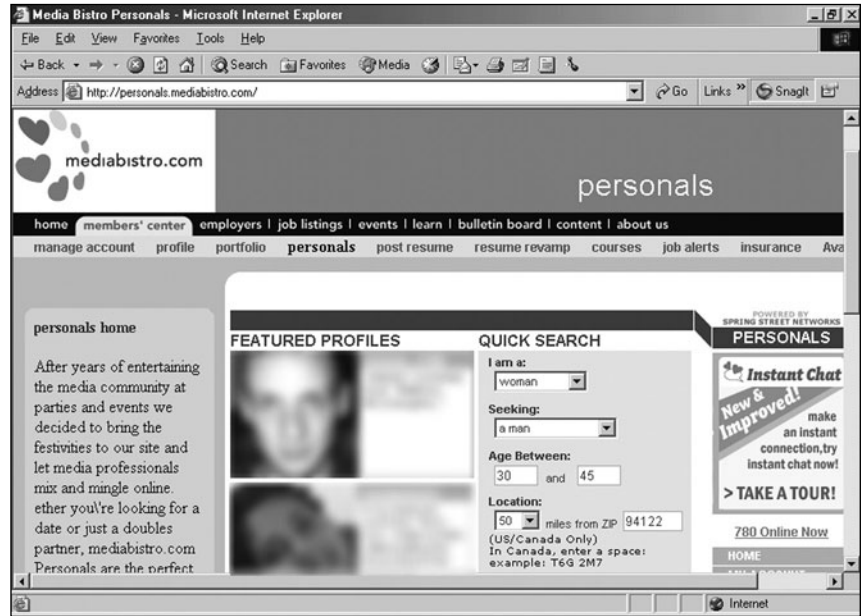 Media Bistro Personals - Microsoft Internet Explorer
File Edit View Favorites Tools Help
Back Search Favorites Media
Address http://personals.mediabistro.com/ Go Links » SnagIt
mediabistro.com
personals
home members' center employers | job listings | events | learn | bulletin board | content | about us
manage account profile portfolio personals post resume resume revamp courses job alerts insurance Ava
personals home
After years of entertaining
the media community at
parties and events we
decided to bring the
festivities to our site and
let media professionals
mix and mingle online.
ether you\'re looking for a
date or just a doubles
partner, mediabistro.com
Personals are the perfect
FEATURED PROFILES
QUICK SEARCH
I am a:
woman
Seeking:
a man
Age Between:
30 and 45
Location:
50 miles from ZIP 94122
(US/Canada Only)
In Canada, enter a space:
example: T6G 2M7
POWERED BY
SPRING STREET NETWORKS
PERSONALS
Instant Chat
New &
Improved!
make
an instant
connection,try
instant chat now!
> TAKE A TOUR!
780 Online Now
HOME
MY ACCOUNT
Internet